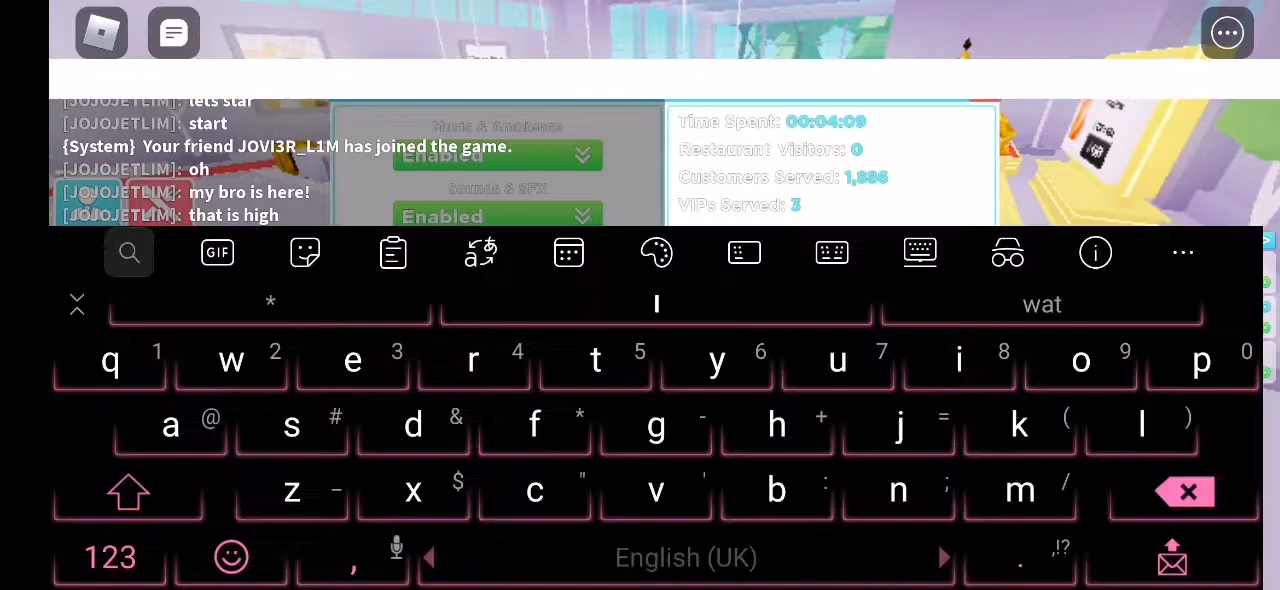 [JOJOJETLIM]: lets star
[JOJOJETLIM]: start
{System} Your friend JOVI3R_L1M has joined the game.
[JOJOJETLIM]: oh
[JOJOJETLIM]: my bro is here!
[JOJOJETLIM]: that is high
Music & Ambience
Enabled
Sounds & SFX
Enabled
Time Spent: 00:04:09
Restaurant Visitors: 0
Customers Served: 1,886
VIPs Served: 3
GIF
* I wat
q 1 w 2 e 3 r 4 t 5 y 6 u 7 i 8 o 9 p 0
a @ s # d & f * g - h + j = k ( l )
z _ x $ c " v ' b : n ; m /
123 , English (UK) . ,!?